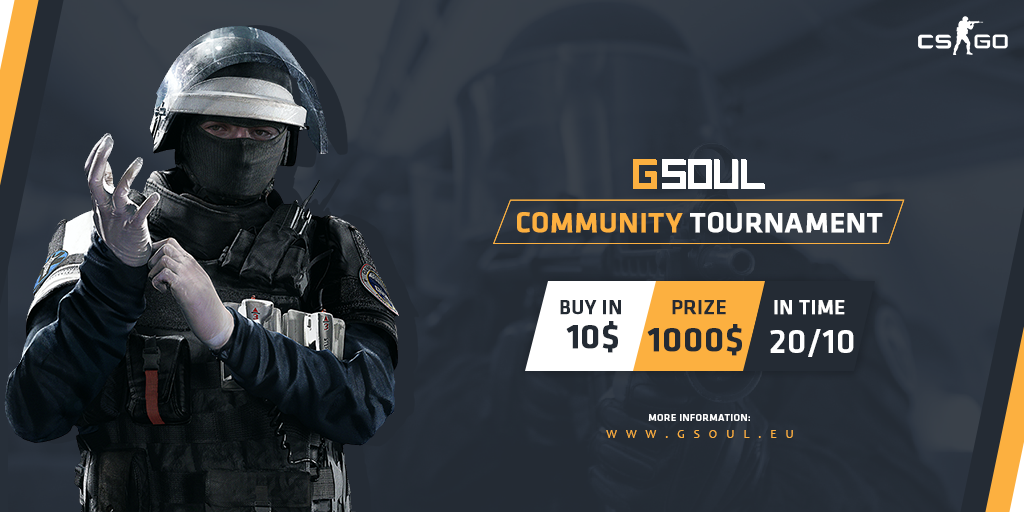 CS GO
GSOUL
COMMUNITY TOURNAMENT
BUY IN
10$
PRIZE
1000$
IN TIME
20/10
MORE INFORMATION:
WWW.GSOUL.EU